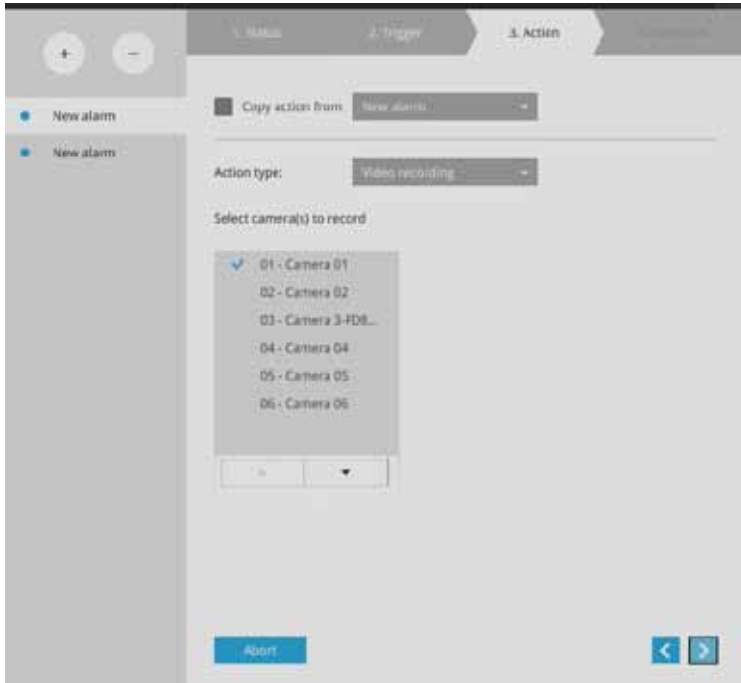 1. Status
2. Trigger
3. Action
+
−
Copy action from
New alarm
New alarm
New alarm
Action type:
Video recording
Select camera(s) to record
01 - Camera 01
02 - Camera 02
03 - Camera 3-FD8...
04 - Camera 04
05 - Camera 05
06 - Camera 06
Abort